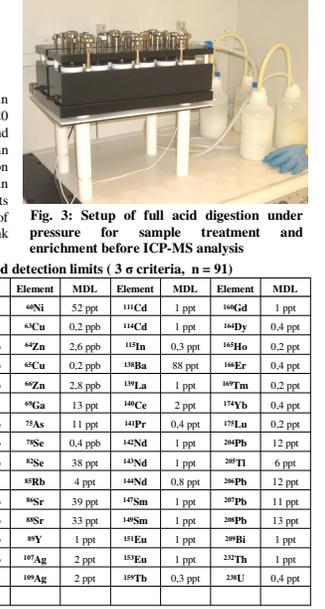 in
20
nd
an
on
in
ts
of
nk
Fig. 3: Setup of full acid digestion under
pressure for sample treatment and
enrichment before ICP-MS analysis
d detection limits ( 3 σ criteria, n = 91)
Element MDL Element MDL Element MDL
⁶⁰Ni 52 ppt ¹¹¹Cd 1 ppt ¹⁶⁰Gd 1 ppt
⁶³Cu 0,2 ppb ¹¹⁴Cd 1 ppt ¹⁶⁴Dy 0,4 ppt
⁶⁴Zn 2,6 ppb ¹¹⁵In 0,3 ppt ¹⁶⁵Ho 0,2 ppt
⁶⁵Cu 0,2 ppb ¹³⁸Ba 88 ppt ¹⁶⁶Er 0,4 ppt
⁶⁶Zn 2,8 ppb ¹³⁹La 1 ppt ¹⁶⁹Tm 0,2 ppt
⁶⁹Ga 13 ppt ¹⁴⁰Ce 2 ppt ¹⁷⁴Yb 0,4 ppt
⁷⁵As 11 ppt ¹⁴¹Pr 0,4 ppt ¹⁷⁵Lu 0,2 ppt
⁷⁸Se 0,4 ppb ¹⁴²Nd 1 ppt ²⁰⁴Pb 12 ppt
⁸²Se 38 ppt ¹⁴³Nd 1 ppt ²⁰⁵Tl 6 ppt
⁸⁵Rb 4 ppt ¹⁴⁴Nd 0,8 ppt ²⁰⁶Pb 12 ppt
⁸⁶Sr 39 ppt ¹⁴⁷Sm 1 ppt ²⁰⁷Pb 11 ppt
⁸⁸Sr 33 ppt ¹⁴⁹Sm 1 ppt ²⁰⁸Pb 13 ppt
⁸⁹Y 1 ppt ¹⁵¹Eu 1 ppt ²⁰⁹Bi 1 ppt
¹⁰⁷Ag 2 ppt ¹⁵³Eu 1 ppt ²³²Th 1 ppt
¹⁰⁹Ag 2 ppt ¹⁵⁹Tb 0,3 ppt ²³⁸U 0,4 ppt